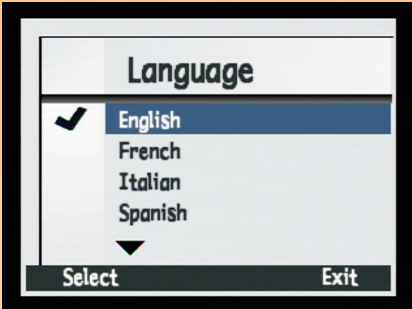 Language
English
French
Italian
Spanish
Select Exit